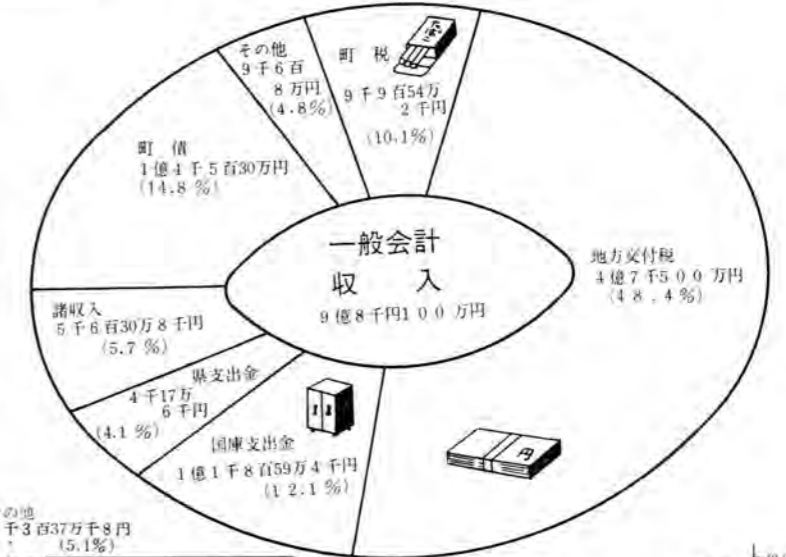 一般会計
収入
9億8千円100万円
町税
9千9百54万
2千円
(10.1%)
たばこ
地方交付税
4億7千500万円
(48.4%)
円
国庫支出金
1億1千8百59万4千円
(12.1%)
県支出金
4千17万
6千円
(4.1%)
諸収入
5千6百30万8千円
(5.7%)
町債
1億4千5百30万円
(14.8%)
その他
9千6百
8万円
(4.8%)
の他
千3百37万千8円
(5.1%)